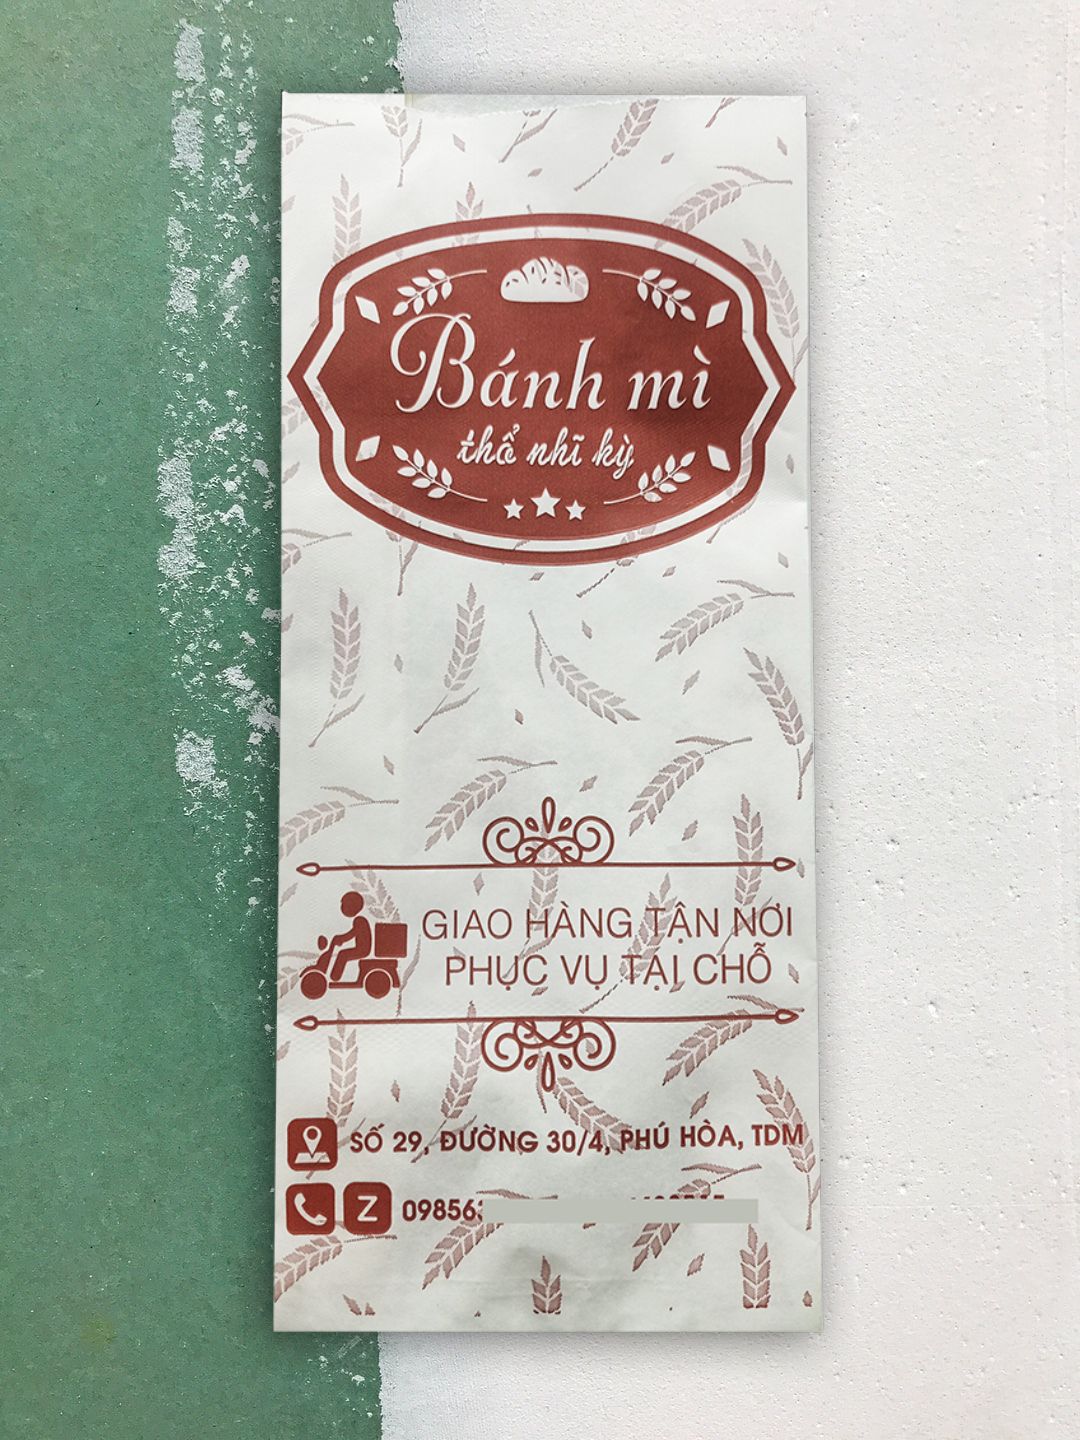 Bánh mì
thổ nhĩ kỳ
GIAO HÀNG TẬN NƠI
PHỤC VỤ TẠI CHỖ
SỐ 29, ĐƯỜNG 30/4, PHÚ HÒA, TDM
Z 09856